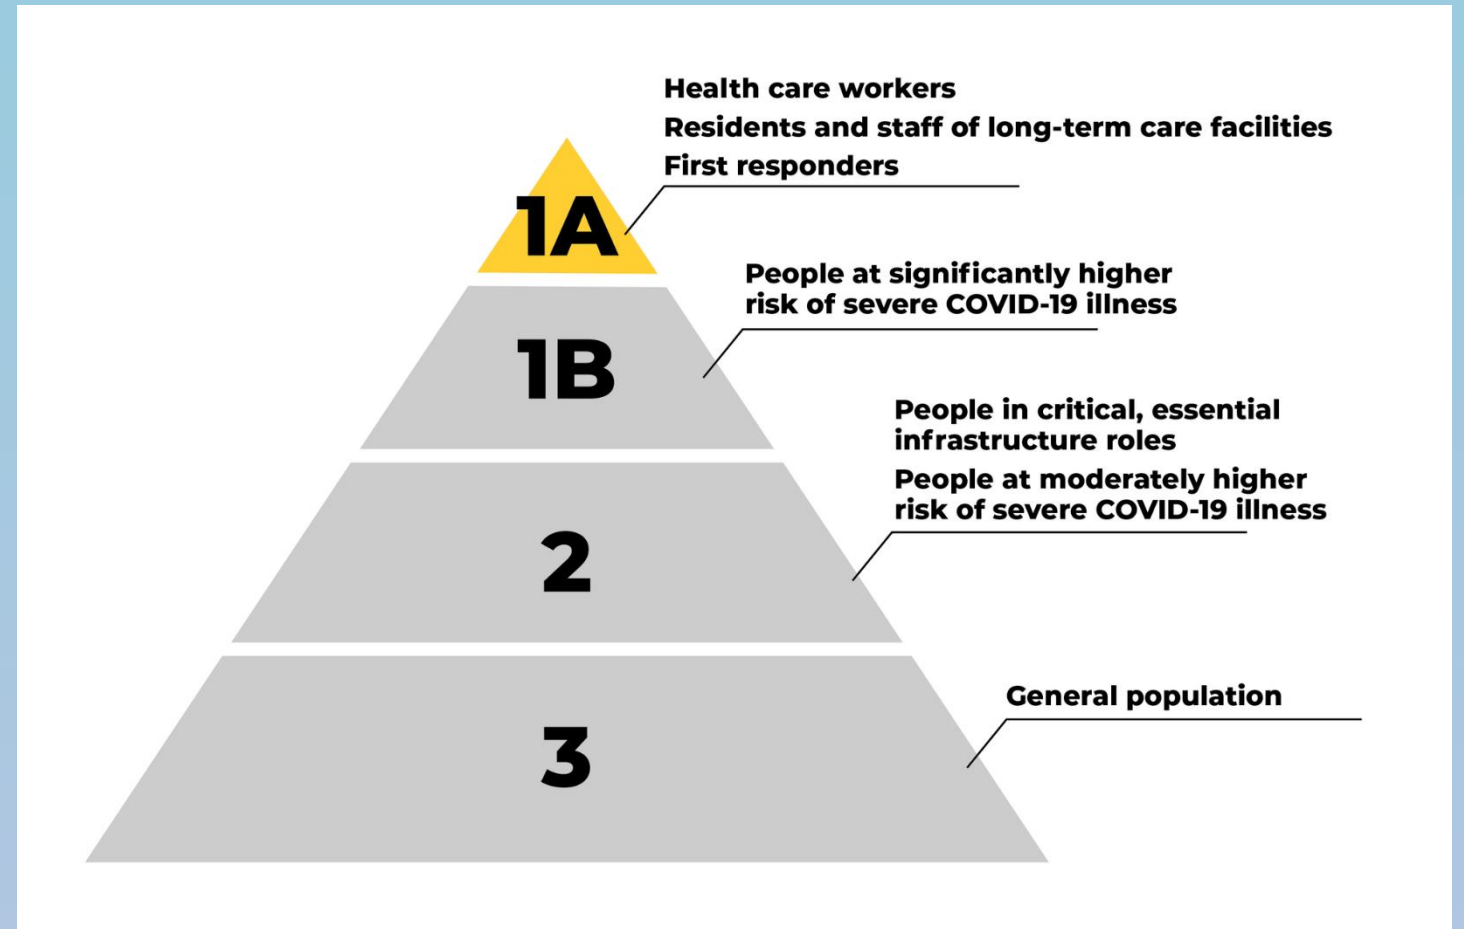 Health care workers
Residents and staff of long-term care facilities
First responders
1A
People at significantly higher
risk of severe COVID-19 illness
1B
People in critical, essential
infrastructure roles
People at moderately higher
risk of severe COVID-19 illness
2
General population
3